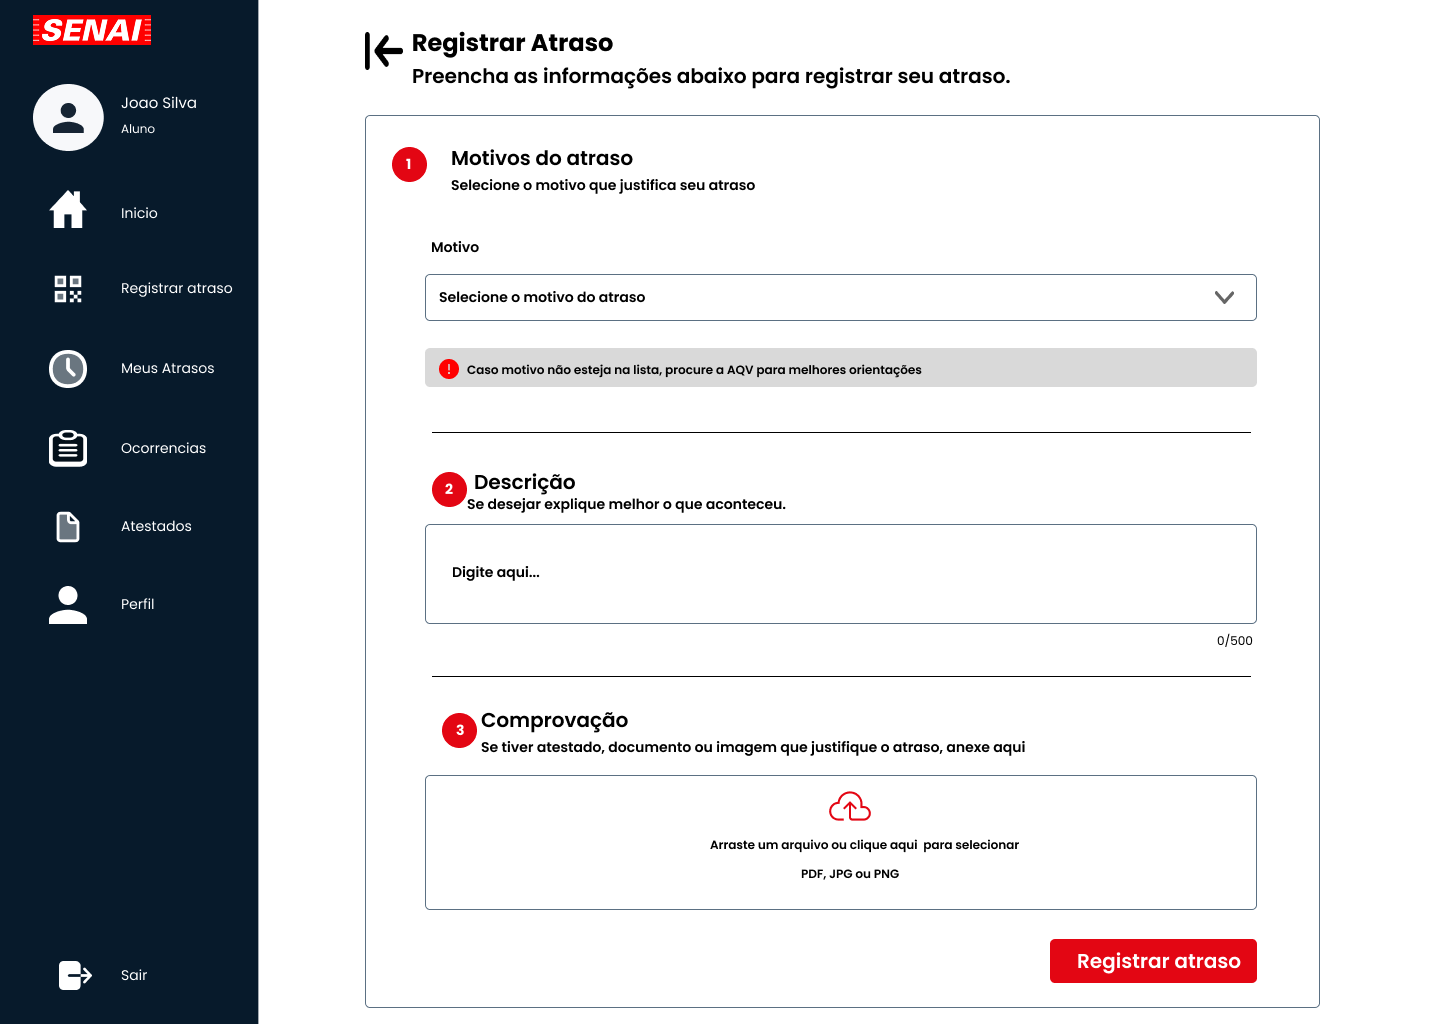 SENAI
Joao Silva
Aluno
Inicio
Registrar atraso
Meus Atrasos
Ocorrencias
Atestados
Perfil
Sair
Registrar Atraso
Preencha as informações abaixo para registrar seu atraso.
1
Motivos do atraso
Selecione o motivo que justifica seu atraso
Motivo
Selecione o motivo do atraso
! Caso motivo não esteja na lista, procure a AQV para melhores orientações
2
Descrição
Se desejar explique melhor o que aconteceu.
Digite aqui...
0/500
3
Comprovação
Se tiver atestado, documento ou imagem que justifique o atraso, anexe aqui
Arraste um arquivo ou clique aqui para selecionar
PDF, JPG ou PNG
Registrar atraso